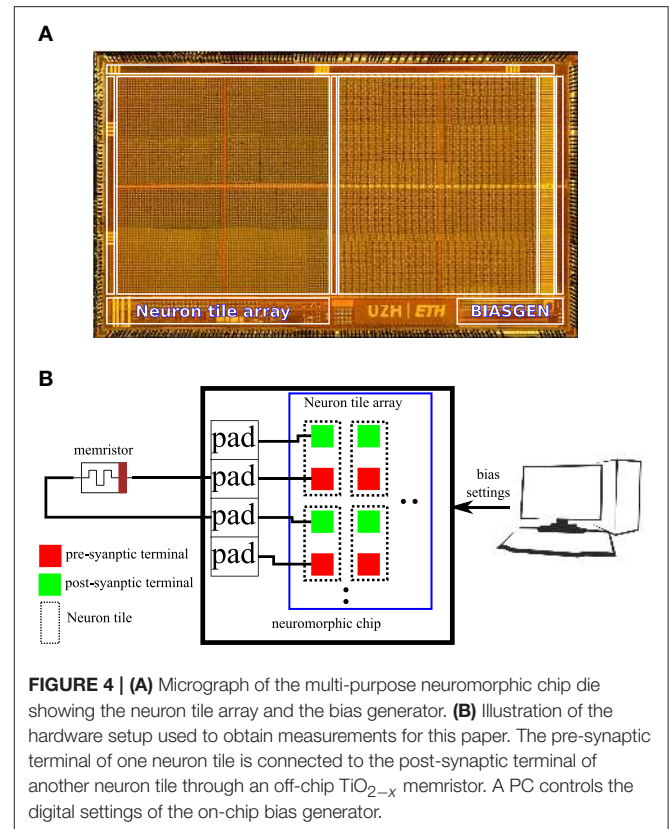 A
Neuron tile array
UZH | ETH
BIASGEN
B
Neuron tile array
pad
pad
pad
pad
memristor
bias
settings
pre-synaptic terminal
post-synaptic terminal
Neuron tile
neuromorphic chip
FIGURE 4 | (A) Micrograph of the multi-purpose neuromorphic chip die
showing the neuron tile array and the bias generator. (B) Illustration of the
hardware setup used to obtain measurements for this paper. The pre-synaptic
terminal of one neuron tile is connected to the post-synaptic terminal of
another neuron tile through an off-chip TiO₂₋ₓ memristor. A PC controls the
digital settings of the on-chip bias generator.